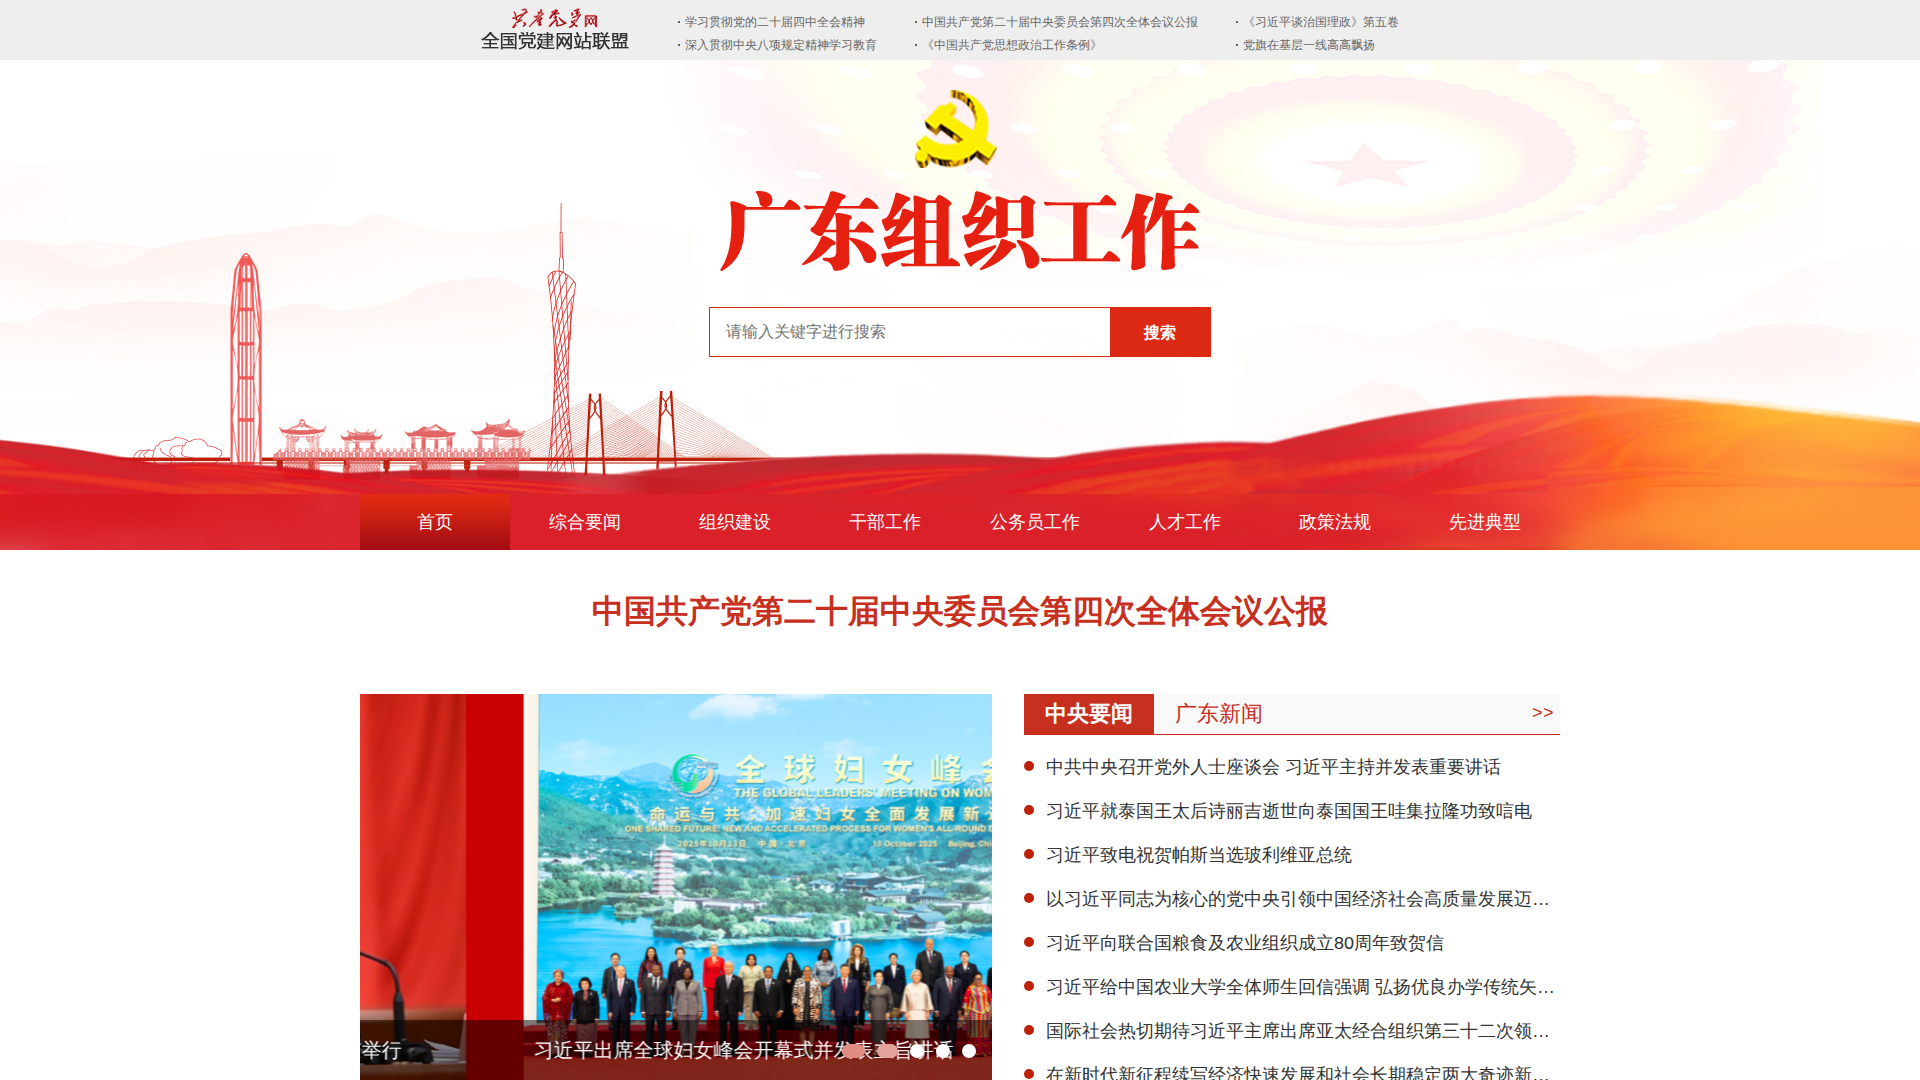 共产党员网
全国党建网站联盟
· 学习贯彻党的二十届四中全会精神
· 中国共产党第二十届中央委员会第四次全体会议公报
· 《习近平谈治国理政》第五卷
· 深入贯彻中央八项规定精神学习教育
· 《中国共产党思想政治工作条例》
· 党旗在基层一线高高飘扬
广东组织工作
请输入关键字进行搜索
搜索
首页
综合要闻
组织建设
干部工作
公务员工作
人才工作
政策法规
先进典型
中国共产党第二十届中央委员会第四次全体会议公报
全球妇女峰会
THE GLOBAL LEADERS' MEETING ON WOM
命运与共：加速妇女全面发展新
ONE SHARED FUTURE: NEW AND ACCELERATED PROCESS FOR WOMEN'S ALL-ROUND D
2025年10月13日 中国·北京
13 October 2025 Beijing, Chi
举行
习近平出席全球妇女峰会开幕式并发表主旨讲话
中央要闻
广东新闻
>>
中共中央召开党外人士座谈会 习近平主持并发表重要讲话
习近平就泰国王太后诗丽吉逝世向泰国国王哇集拉隆功致唁电
习近平致电祝贺帕斯当选玻利维亚总统
以习近平同志为核心的党中央引领中国经济社会高质量发展迈…
习近平向联合国粮食及农业组织成立80周年致贺信
习近平给中国农业大学全体师生回信强调 弘扬优良办学传统矢…
国际社会热切期待习近平主席出席亚太经合组织第三十二次领…
在新时代新征程续写经济快速发展和社会长期稳定两大奇迹新…